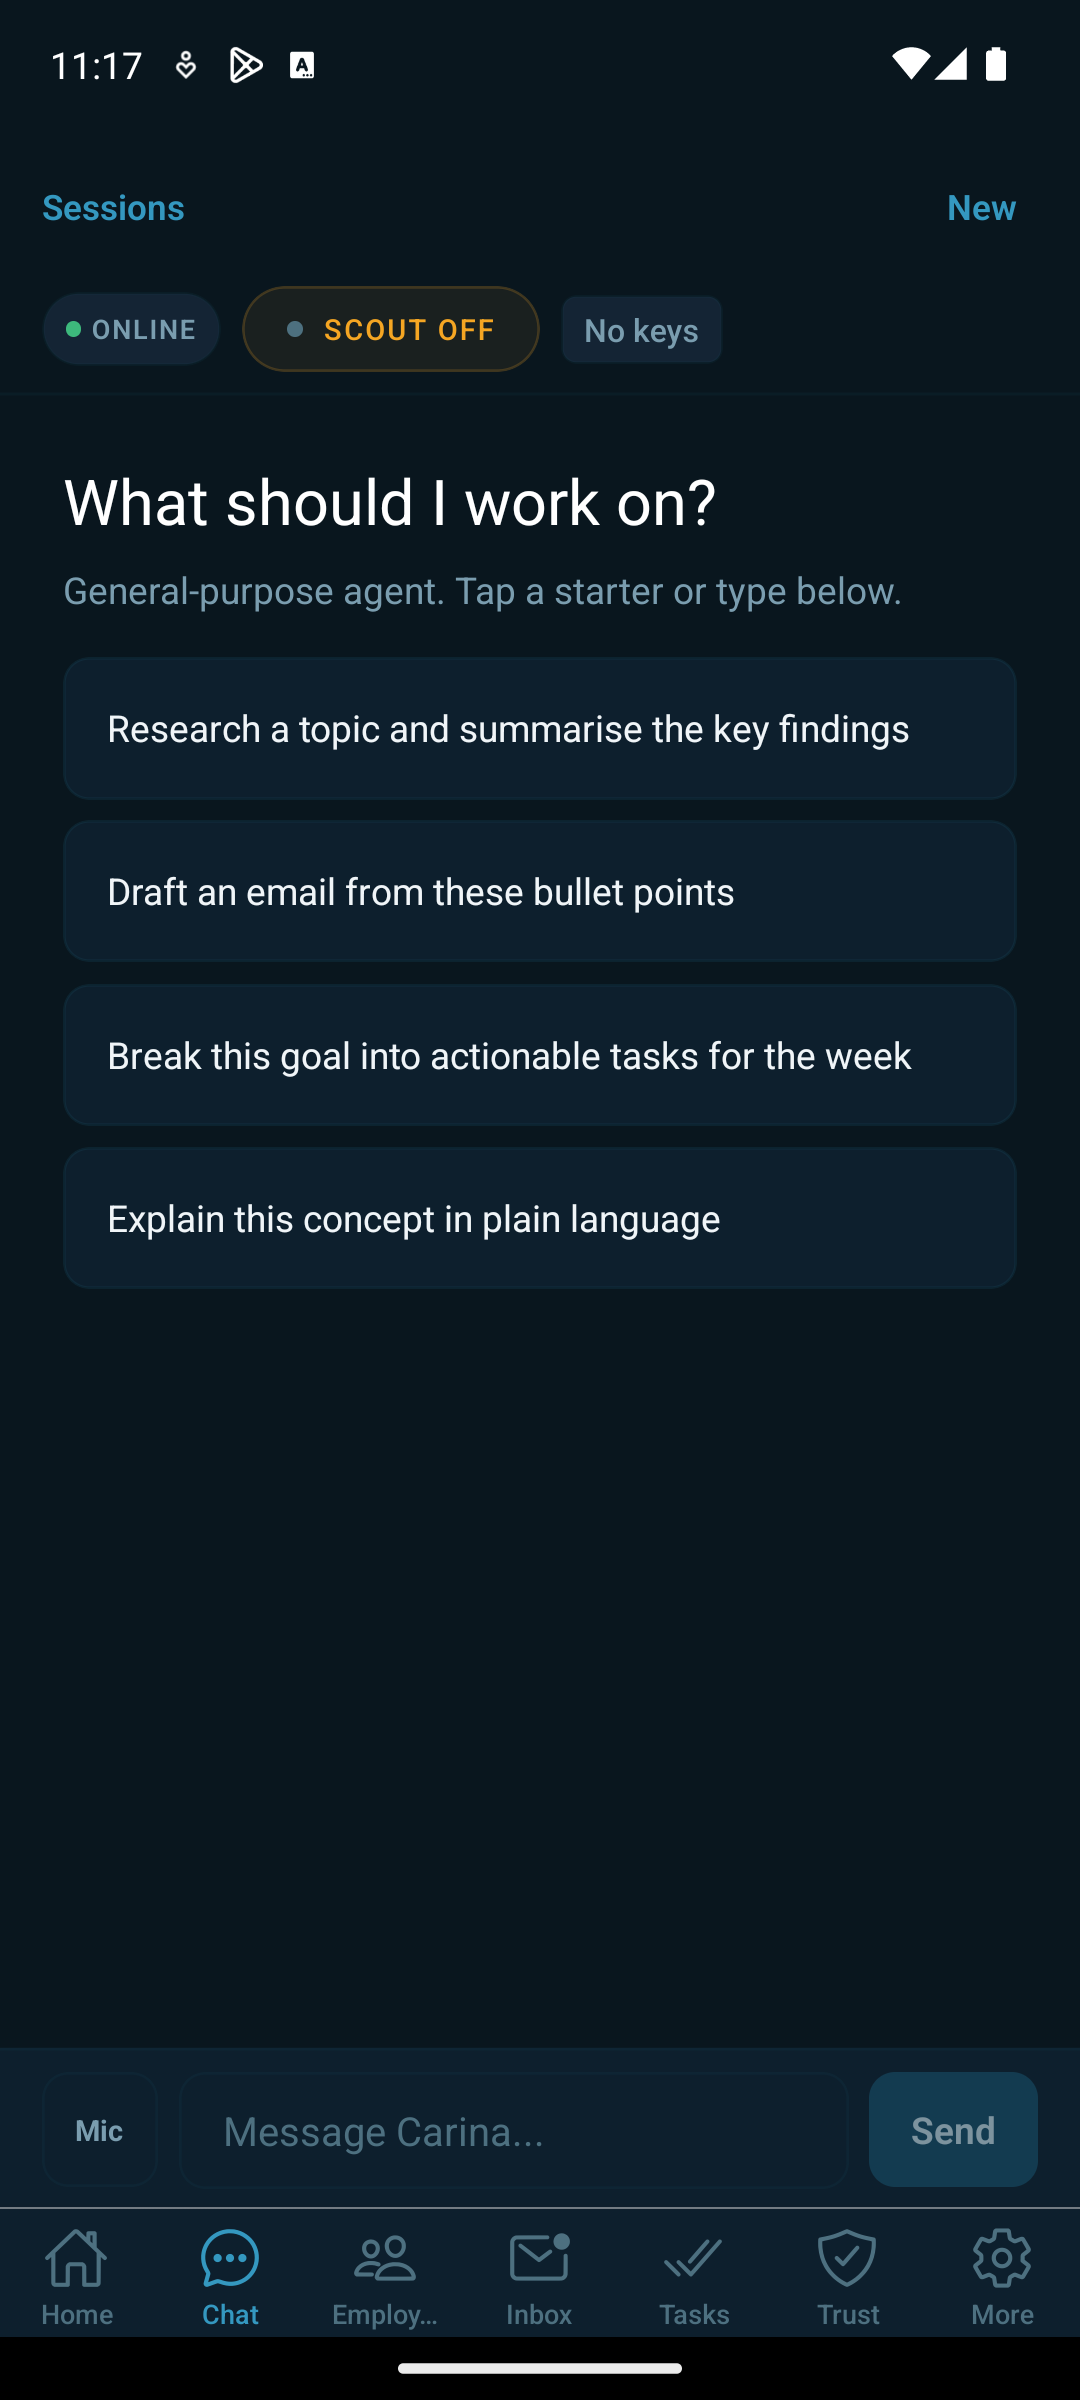 11:17
Sessions
New
ONLINE
SCOUT OFF
No keys
What should I work on?
General-purpose agent. Tap a starter or type below.
Research a topic and summarise the key findings
Draft an email from these bullet points
Break this goal into actionable tasks for the week
Explain this concept in plain language
Mic
Message Carina...
Send
Home
Chat
Employ...
Inbox
Tasks
Trust
More